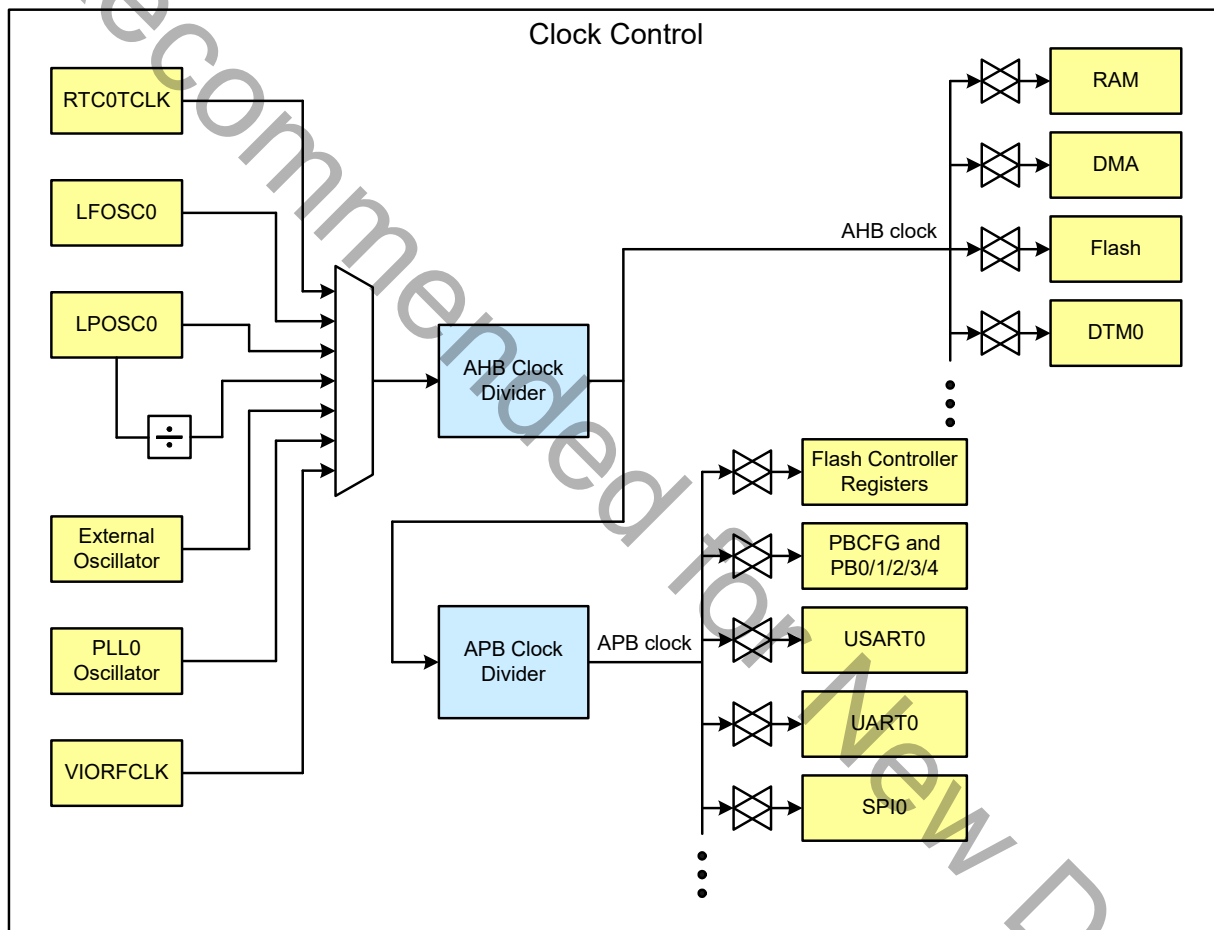 Clock Control
RTC0TCLK
LFOSC0
LPOSC0
÷
External
Oscillator
PLL0
Oscillator
VIORFCLK
AHB Clock
Divider
APB Clock
Divider
AHB clock
APB clock
RAM
DMA
Flash
DTM0
Flash Controller
Registers
PBCFG and
PB0/1/2/3/4
USART0
UART0
SPI0
ecommended for New D